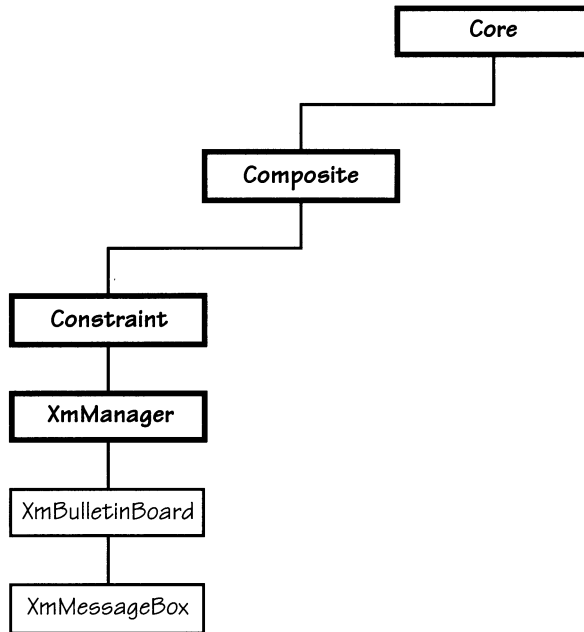 Core
Composite
Constraint
XmManager
XmBulletinBoard
XmMessageBox